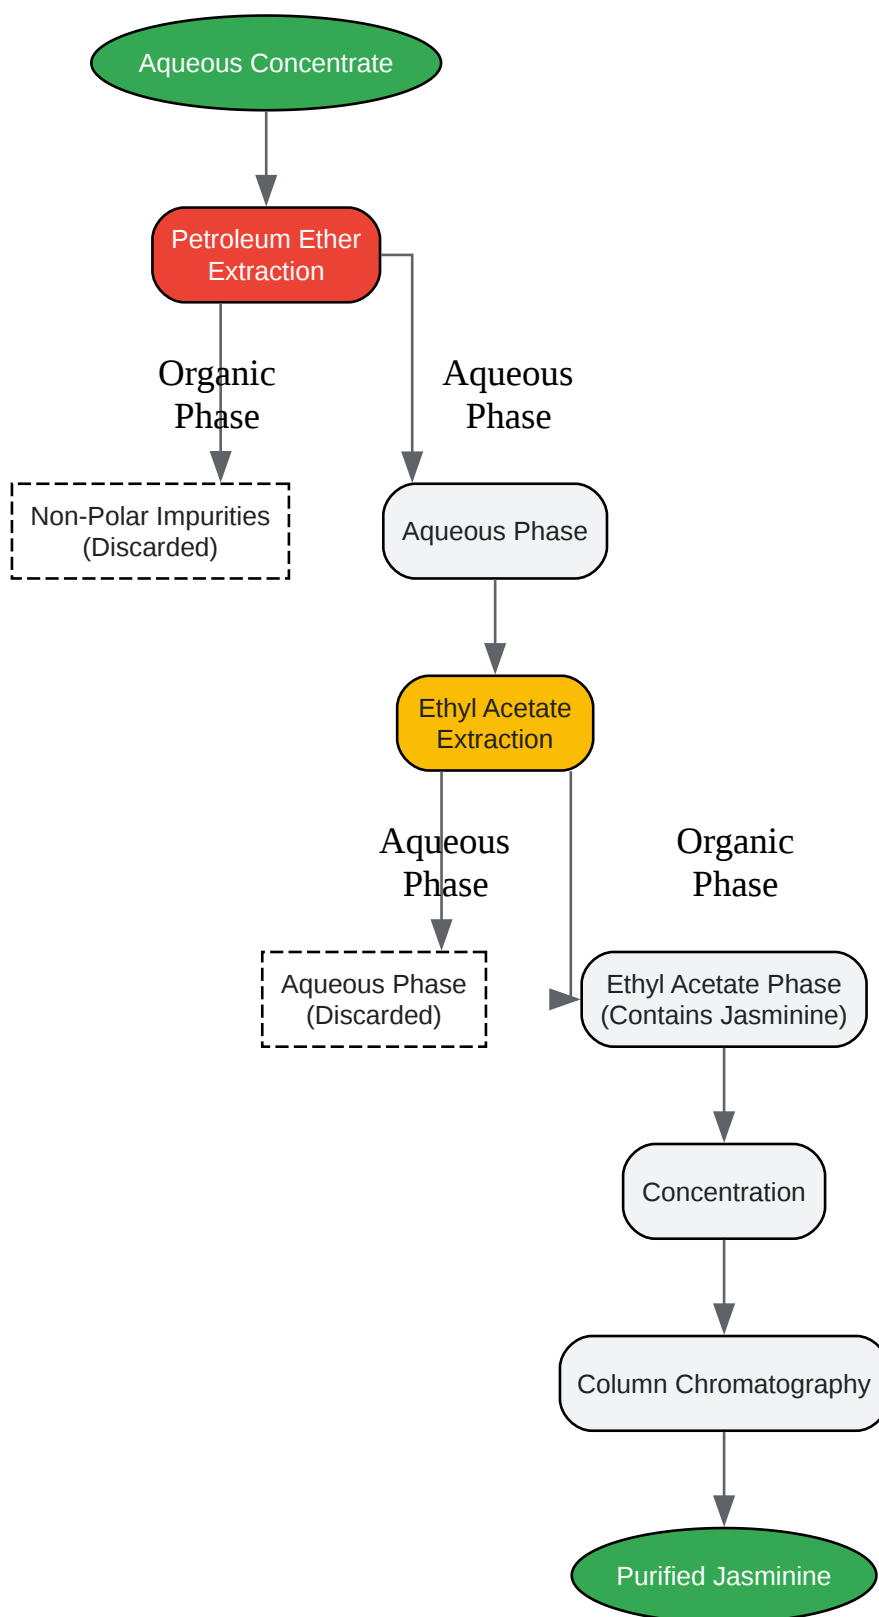 Aqueous Concentrate
Petroleum Ether
Extraction
Organic
Phase
Aqueous
Phase
Non-Polar Impurities
(Discarded)
Aqueous Phase
Ethyl Acetate
Extraction
Aqueous
Phase
Organic
Phase
Aqueous Phase
(Discarded)
Ethyl Acetate Phase
(Contains Jasminine)
Concentration
Column Chromatography
Purified Jasminine